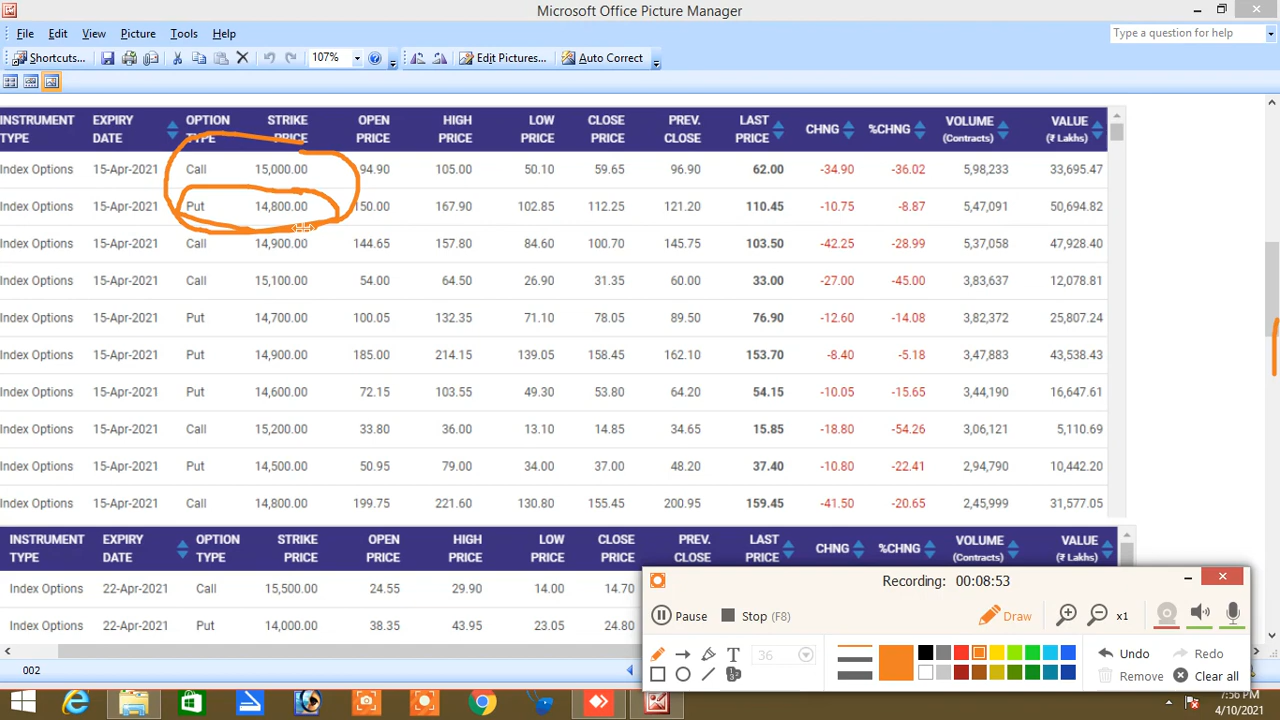 Microsoft Office Picture Manager
File Edit View Picture Tools Help
Type a question for help
Shortcuts... 107% Edit Pictures... Auto Correct
INSTRUMENT TYPE EXPIRY DATE OPTION TYPE STRIKE PRICE OPEN PRICE HIGH PRICE LOW PRICE CLOSE PRICE PREV. CLOSE LAST PRICE CHNG %CHNG VOLUME (Contracts) VALUE (₹ Lakhs)
Index Options 15-Apr-2021 Call 15,000.00 94.90 105.00 50.10 59.65 96.90 62.00 -34.90 -36.02 5,98,233 33,695.47
Index Options 15-Apr-2021 Put 14,800.00 150.00 167.90 102.85 112.25 121.20 110.45 -10.75 -8.87 5,47,091 50,694.82
Index Options 15-Apr-2021 Call 14,900.00 144.65 157.80 84.60 100.70 145.75 103.50 -42.25 -28.99 5,37,058 47,928.40
Index Options 15-Apr-2021 Call 15,100.00 54.00 64.50 26.90 31.35 60.00 33.00 -27.00 -45.00 3,83,637 12,078.81
Index Options 15-Apr-2021 Put 14,700.00 100.05 132.35 71.10 78.05 89.50 76.90 -12.60 -14.08 3,82,372 25,807.24
Index Options 15-Apr-2021 Put 14,900.00 185.00 214.15 139.05 158.45 162.10 153.70 -8.40 -5.18 3,47,883 43,538.43
Index Options 15-Apr-2021 Put 14,600.00 72.15 103.55 49.30 53.80 64.20 54.15 -10.05 -15.65 3,44,190 16,647.61
Index Options 15-Apr-2021 Call 15,200.00 33.80 36.00 13.10 14.85 34.65 15.85 -18.80 -54.26 3,06,121 5,110.69
Index Options 15-Apr-2021 Put 14,500.00 50.95 79.00 34.00 37.00 48.20 37.40 -10.80 -22.41 2,94,790 10,442.20
Index Options 15-Apr-2021 Call 14,800.00 199.75 221.60 130.80 155.45 200.95 159.45 -41.50 -20.65 2,45,999 31,577.05
INSTRUMENT TYPE EXPIRY DATE OPTION TYPE STRIKE PRICE OPEN PRICE HIGH PRICE LOW PRICE CLOSE PRICE PREV. CLOSE LAST PRICE CHNG %CHNG VOLUME (Contracts) VALUE (₹ Lakhs)
Index Options 22-Apr-2021 Call 15,500.00 24.55 29.90 14.00 14.70
Index Options 22-Apr-2021 Put 14,000.00 38.35 43.95 23.05 24.80
Recording: 00:08:53
Pause Stop (F8) Draw x1
36 Undo Redo
Remove Clear all
002
7:56 PM
4/10/2021